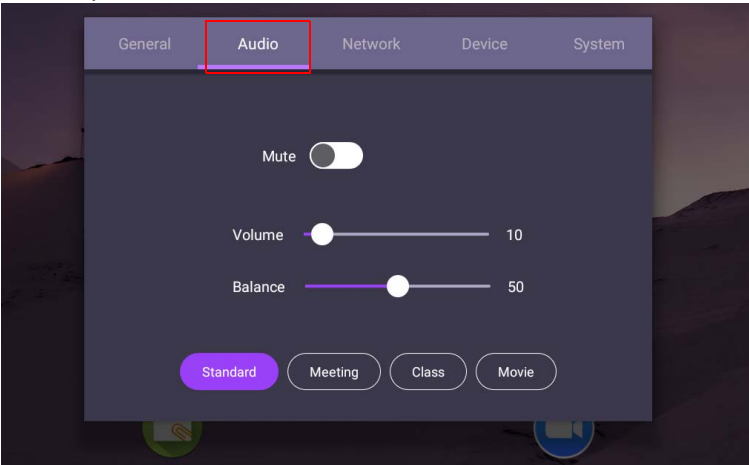 General Audio Network Device System
Mute
Volume 10
Balance 50
Standard Meeting Class Movie